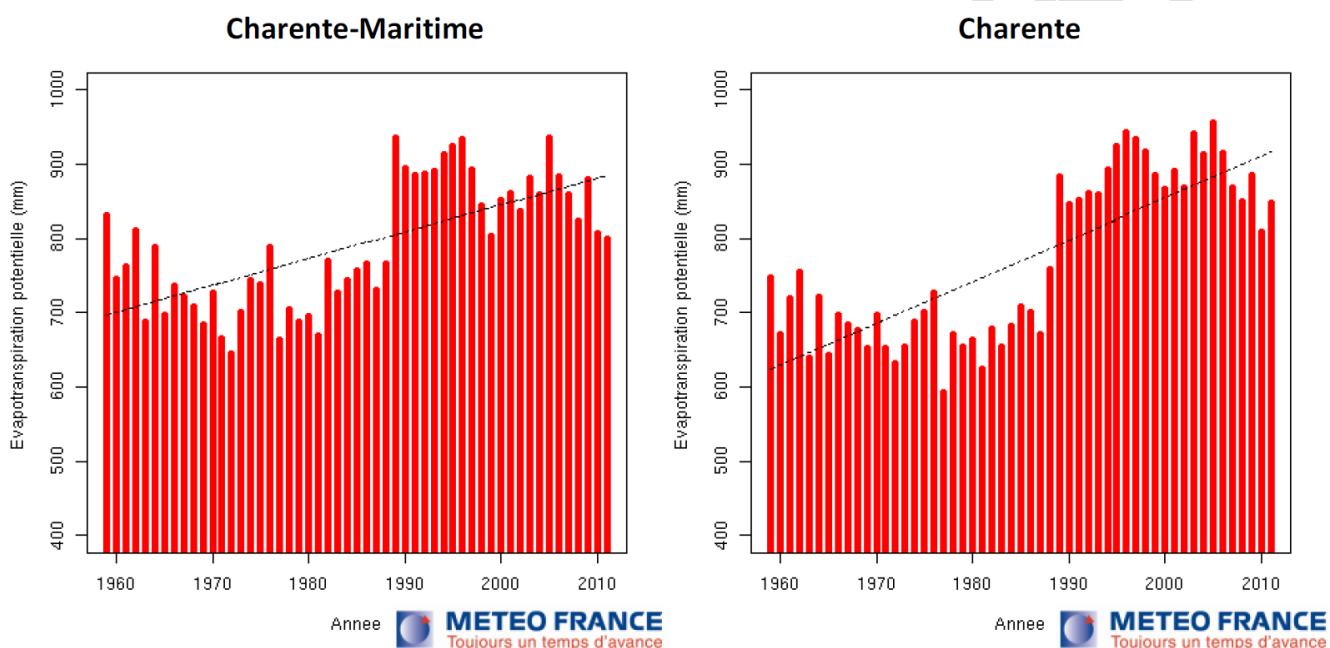 Charente-Maritime
Evapotranspiration potentielle (mm)
1000
900
800
700
600
500
400
1960 1970 1980 1990 2000 2010
Annee
METEO FRANCE
Toujours un temps d'avance
Charente
Evapotranspiration potentielle (mm)
1000
900
800
700
600
500
400
1960 1970 1980 1990 2000 2010
Annee
METEO FRANCE
Toujours un temps d'avance